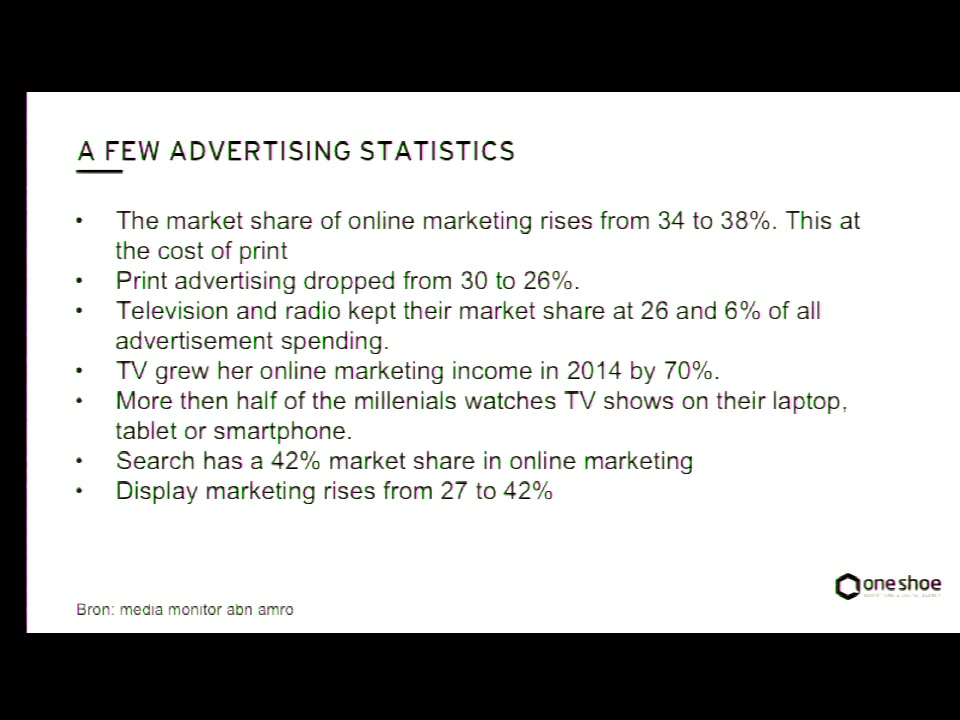 A FEW ADVERTISING STATISTICS
• The market share of online marketing rises from 34 to 38%. This at
the cost of print
• Print advertising dropped from 30 to 26%.
• Television and radio kept their market share at 26 and 6% of all
advertisement spending.
• TV grew her online marketing income in 2014 by 70%.
• More then half of the millenials watches TV shows on their laptop,
tablet or smartphone.
• Search has a 42% market share in online marketing
• Display marketing rises from 27 to 42%
oneshoe
Bron: media monitor abn amro